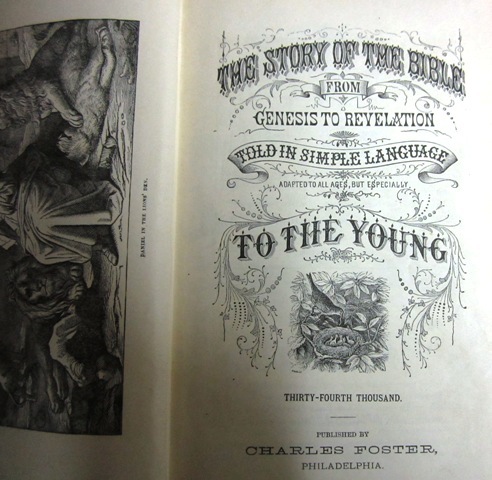 DANIEL IN THE LIONS' DEN.
THE STORY OF THE BIBLE
FROM
GENESIS TO REVELATION
TOLD IN SIMPLE LANGUAGE
ADAPTED TO ALL AGES, BUT ESPECIALLY
TO THE YOUNG
THIRTY-FOURTH THOUSAND.
PUBLISHED BY
CHARLES FOSTER,
PHILADELPHIA.